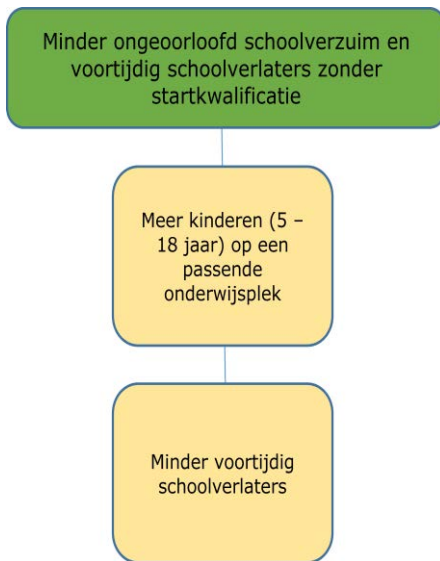 Minder ongeoorloofd schoolverzuim en
voortijdig schoolverlaters zonder
startkwalificatie
Meer kinderen (5 –
18 jaar) op een
passende
onderwijsplek
Minder voortijdig
schoolverlaters